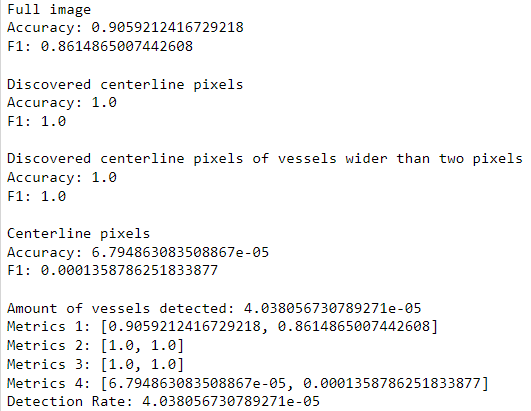 Full image
Accuracy: 0.9059212416729218
F1: 0.8614865007442608
Discovered centerline pixels
Accuracy: 1.0
F1: 1.0
Discovered centerline pixels of vessels wider than two pixels
Accuracy: 1.0
F1: 1.0
Centerline pixels
Accuracy: 6.794863083508867e-05
F1: 0.0001358786251833877
Amount of vessels detected: 4.038056730789271e-05
Metrics 1: [0.9059212416729218, 0.8614865007442608]
Metrics 2: [1.0, 1.0]
Metrics 3: [1.0, 1.0]
Metrics 4: [6.794863083508867e-05, 0.0001358786251833877]
Detection Rate: 4.038056730789271e-05